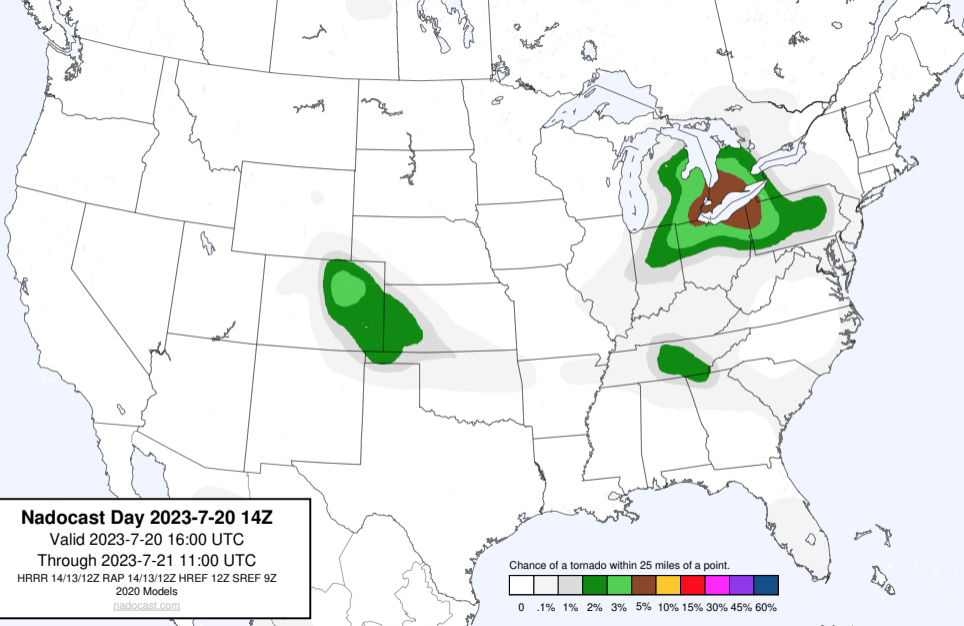 Nadocast Day 2023-7-20 14Z
Valid 2023-7-20 16:00 UTC
Through 2023-7-21 11:00 UTC
HRRR 14/13/12Z RAP 14/13/12Z HREF 12Z SREF 9Z
2020 Models
nadocast.com
Chance of a tornado within 25 miles of a point.
0 .1% 1% 2% 3% 5% 10% 15% 30% 45% 60%